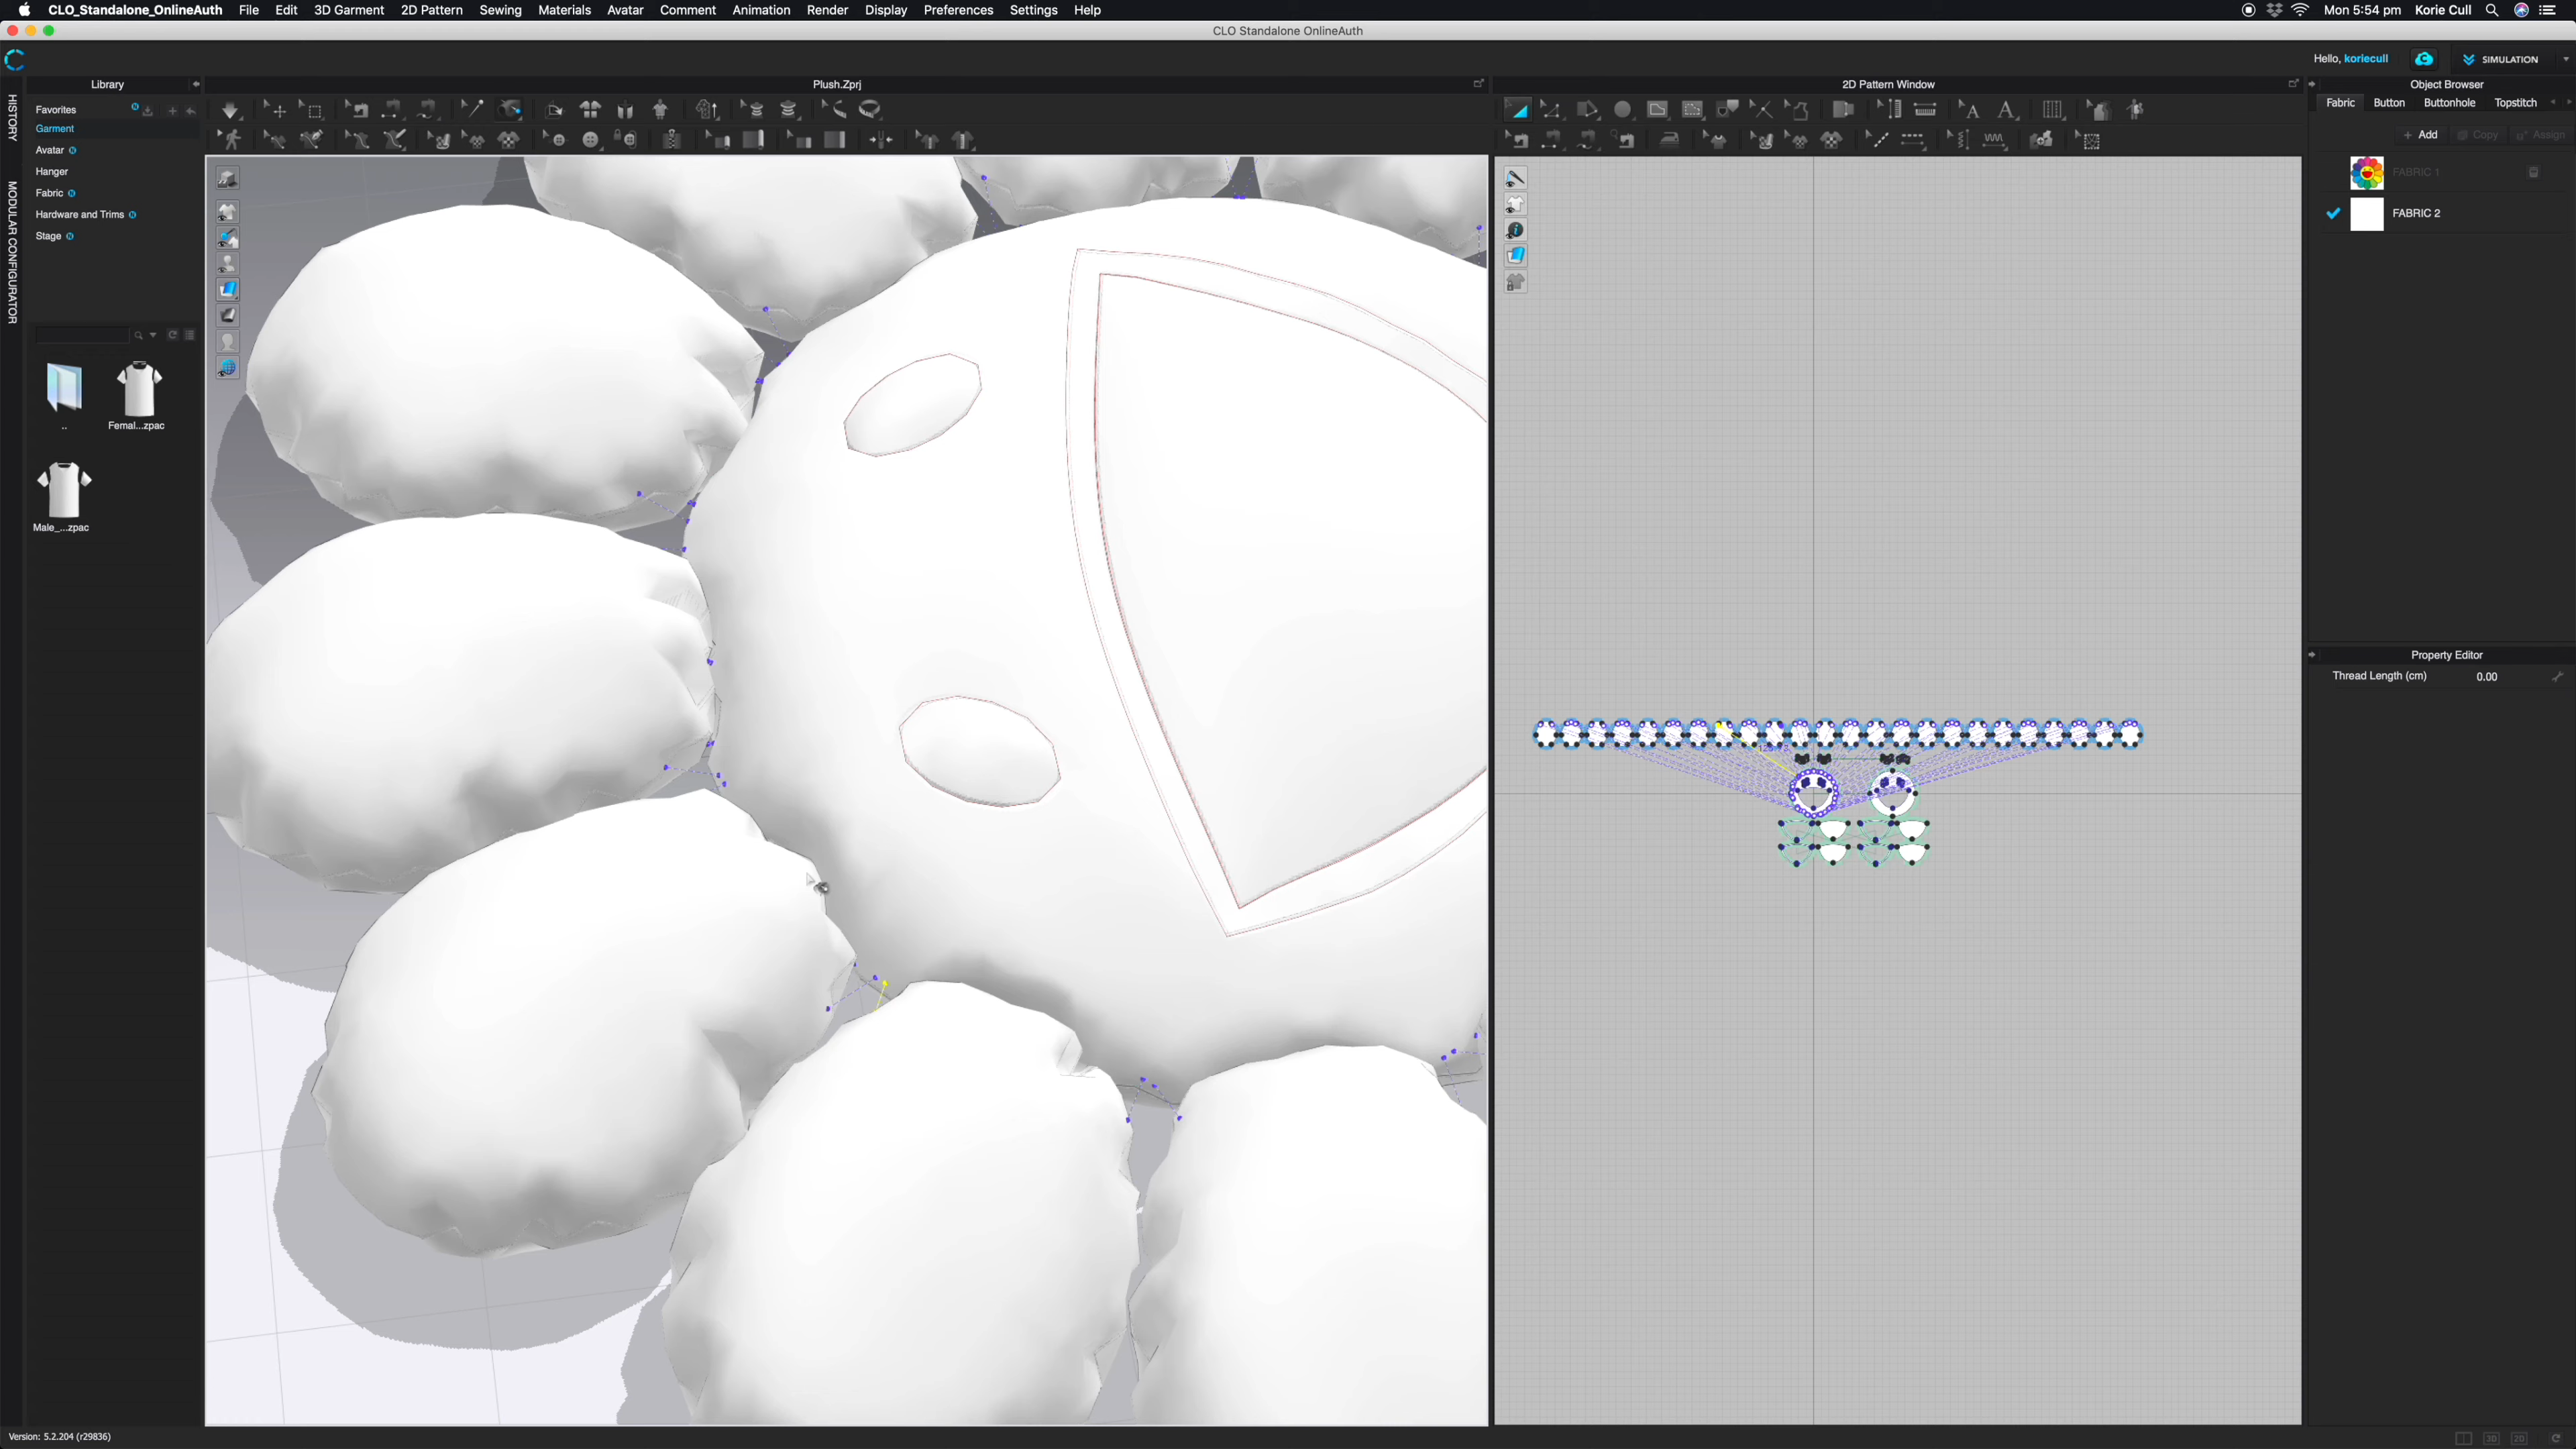 CLO_Standalone_OnlineAuth File Edit 3D Garment 2D Pattern Sewing Materials Avatar Comment Animation Render Display Preferences Settings Help
Mon 5:54 pm Korie Cull
CLO Standalone OnlineAuth
Hello, koriecull
SIMULATION
HISTORY
MODULAR CONFIGURATOR
Library
Favorites
Garment
Avatar
Hanger
Fabric
Hardware and Trims
Stage
..
Femal...zpac
Male_...zpac
Plush.Zprj
2D Pattern Window
Object Browser
Fabric Button Buttonhole Topstitch
+ Add Copy Assign
FABRIC 1
FABRIC 2
Property Editor
Thread Length (cm) 0.00
Version: 5.2.204 (r29836)
3D 2D